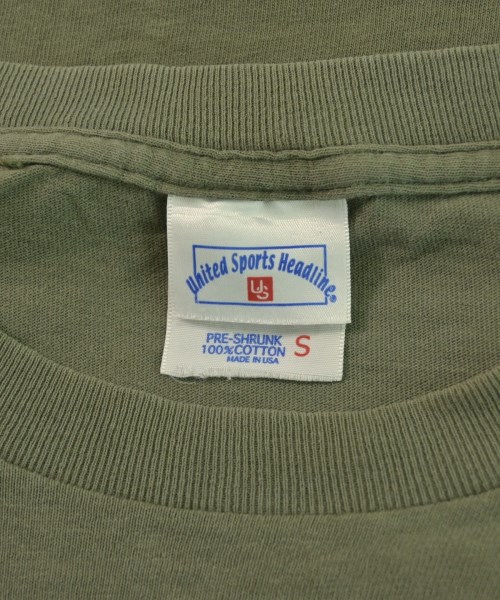 United Sports Headline®
US
PRE-SHRUNK
100% COTTON S
MADE IN USA